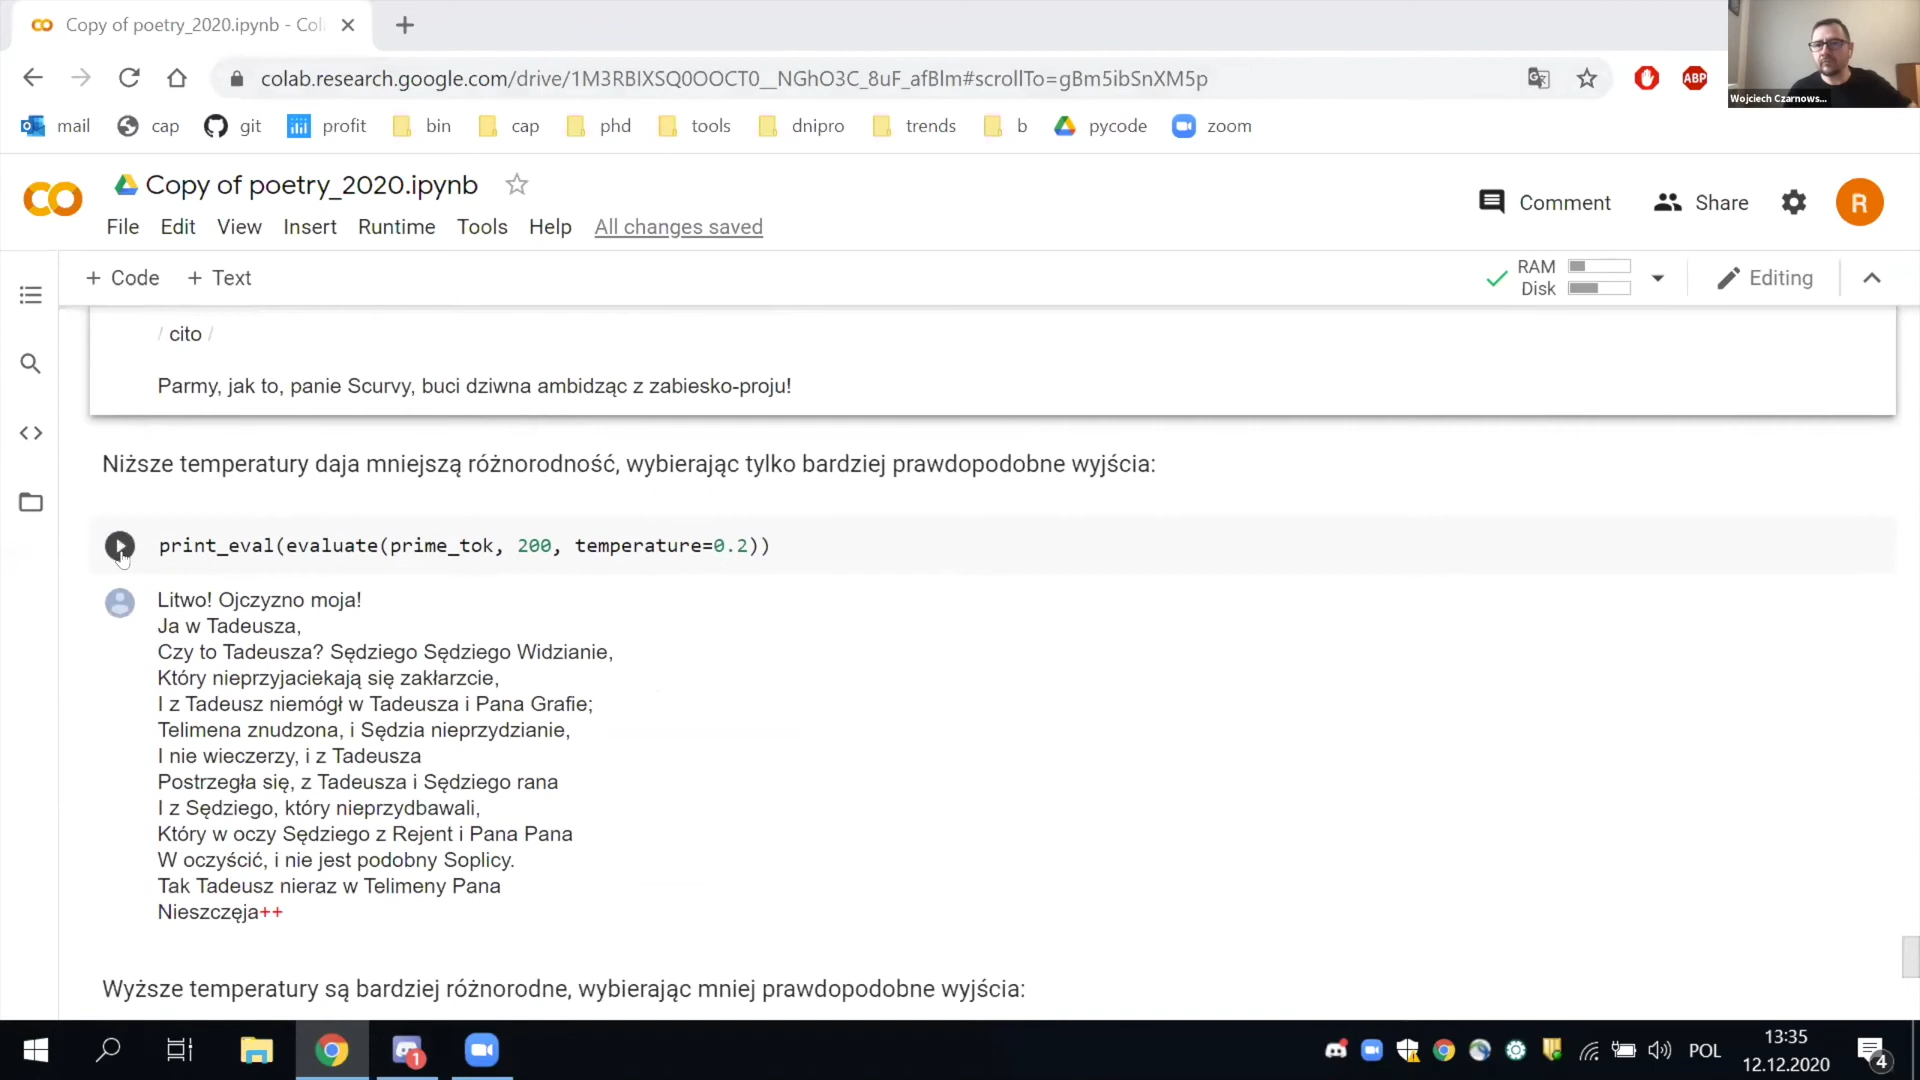 Copy of poetry_2020.ipynb - Col
colab.research.google.com/drive/1M3RBIXSQ0OOCT0__NGhO3C_8uF_afBlm#scrollTo=gBm5ibSnXM5p
ABP
Wojciech Czarnows...
mail cap git profit bin cap phd tools dnipro trends b pycode zoom
Copy of poetry_2020.ipynb
Comment Share R
File Edit View Insert Runtime Tools Help All changes saved
+ Code + Text
RAM
Disk
Editing
/ cito /
Parmy, jak to, panie Scurvy, buci dziwna ambidząc z zabiesko-proju!
Niższe temperatury daja mniejszą różnorodność, wybierając tylko bardziej prawdopodobne wyjścia:
print_eval(evaluate(prime_tok, 200, temperature=0.2))
Litwo! Ojczyzno moja!
Ja w Tadeusza,
Czy to Tadeusza? Sędziego Sędziego Widzianie,
Który nieprzyjaciekają się zakłarzcie,
I z Tadeusz niemógł w Tadeusza i Pana Grafie;
Telimena znudzona, i Sędzia nieprzydzianie,
I nie wieczerzy, i z Tadeusza
Postrzegła się, z Tadeusza i Sędziego rana
I z Sędziego, który nieprzydbawali,
Który w oczy Sędziego z Rejent i Pana Pana
W oczyścić, i nie jest podobny Soplicy.
Tak Tadeusz nieraz w Telimeny Pana
Nieszczęja++
Wyższe temperatury są bardziej różnorodne, wybierając mniej prawdopodobne wyjścia:
1
POL
13:35
12.12.2020
4